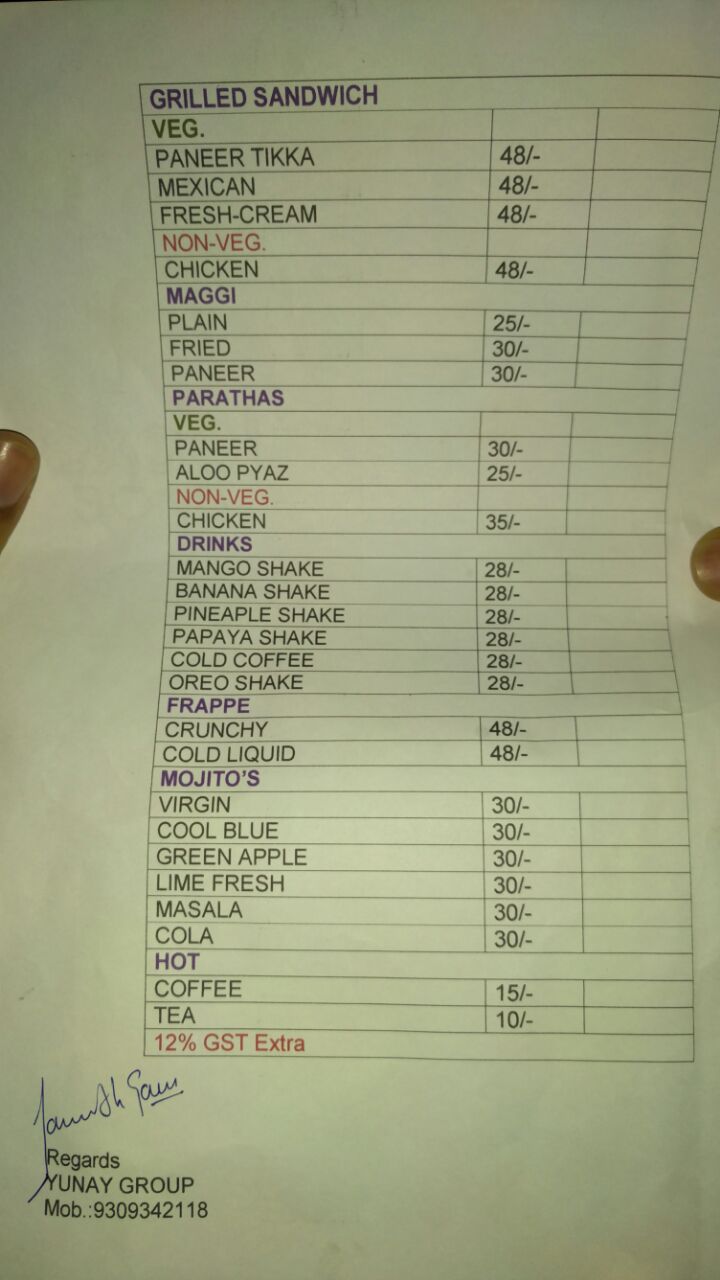 GRILLED SANDWICH
VEG.
PANEER TIKKA 48/-
MEXICAN 48/-
FRESH-CREAM 48/-
NON-VEG.
CHICKEN 48/-
MAGGI
PLAIN 25/-
FRIED 30/-
PANEER 30/-
PARATHAS
VEG.
PANEER 30/-
ALOO PYAZ 25/-
NON-VEG.
CHICKEN 35/-
DRINKS
MANGO SHAKE 28/-
BANANA SHAKE 28/-
PINEAPLE SHAKE 28/-
PAPAYA SHAKE 28/-
COLD COFFEE 28/-
OREO SHAKE 28/-
FRAPPE
CRUNCHY 48/-
COLD LIQUID 48/-
MOJITO'S
VIRGIN 30/-
COOL BLUE 30/-
GREEN APPLE 30/-
LIME FRESH 30/-
MASALA 30/-
COLA 30/-
HOT
COFFEE 15/-
TEA 10/-
12% GST Extra
Regards
YUNAY GROUP
Mob.:9309342118